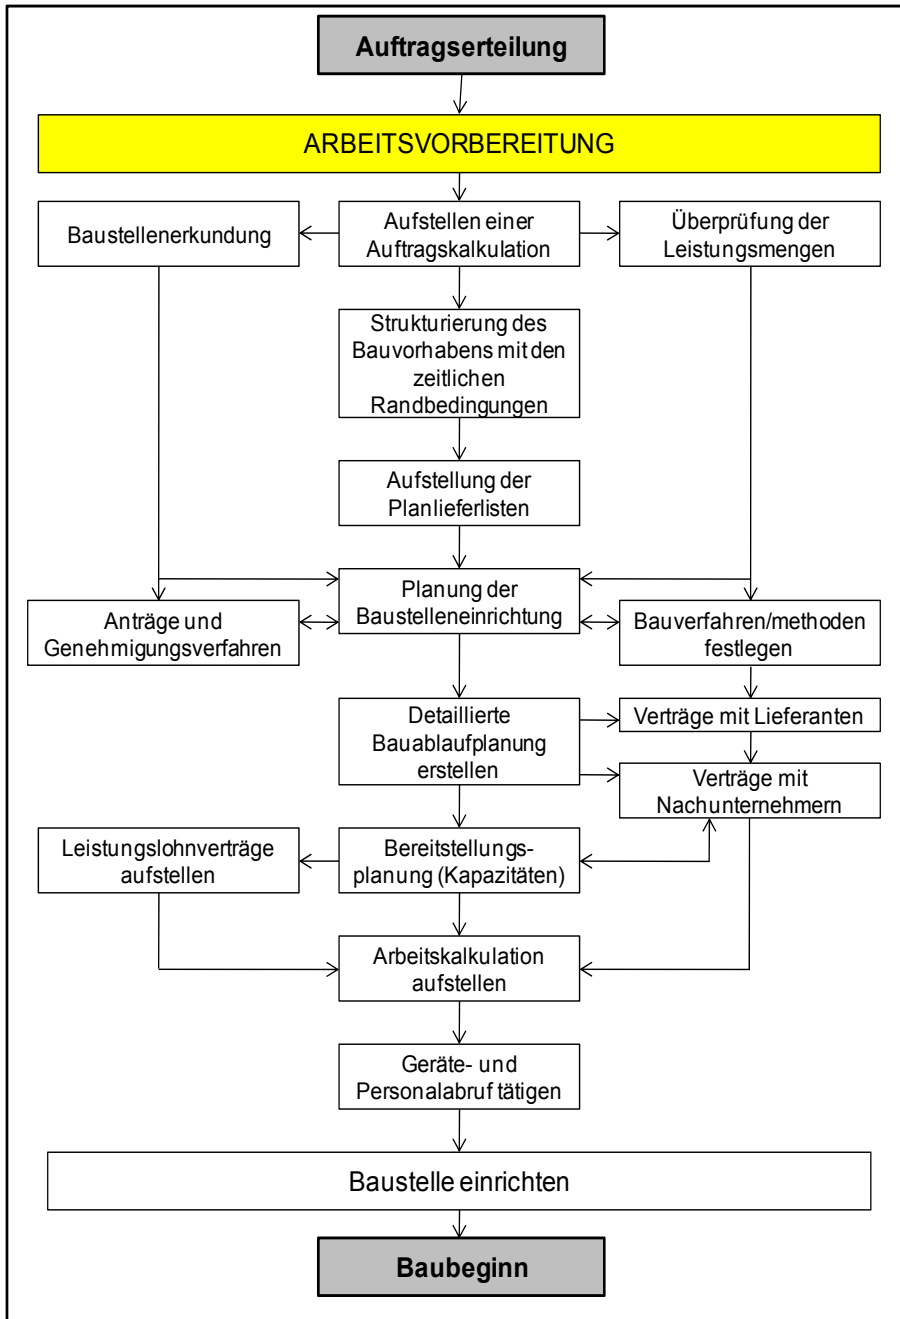 Auftragserteilung
ARBEITSVORBEREITUNG
Baustellenerkundung
Aufstellen einer
Auftragskalkulation
Überprüfung der
Leistungsmengen
Strukturierung des
Bauvorhabens mit den
zeitlichen
Randbedingungen
Aufstellung der
Planlieferlisten
Planung der
Baustelleneinrichtung
Anträge und
Genehmigungsverfahren
Bauverfahren/methoden
festlegen
Detaillierte
Bauablaufplanung
erstellen
Verträge mit Lieferanten
Verträge mit
Nachunternehmern
Leistungslohnverträge
aufstellen
Bereitstellungs-
planung (Kapazitäten)
Arbeitskalkulation
aufstellen
Geräte- und
Personalabruf tätigen
Baustelle einrichten
Baubeginn